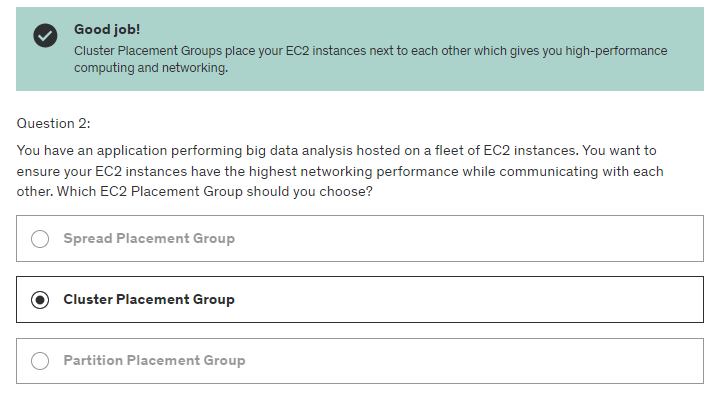 Good job!
Cluster Placement Groups place your EC2 instances next to each other which gives you high-performance
computing and networking.
Question 2:
You have an application performing big data analysis hosted on a fleet of EC2 instances. You want to
ensure your EC2 instances have the highest networking performance while communicating with each
other. Which EC2 Placement Group should you choose?
Spread Placement Group
Cluster Placement Group
Partition Placement Group